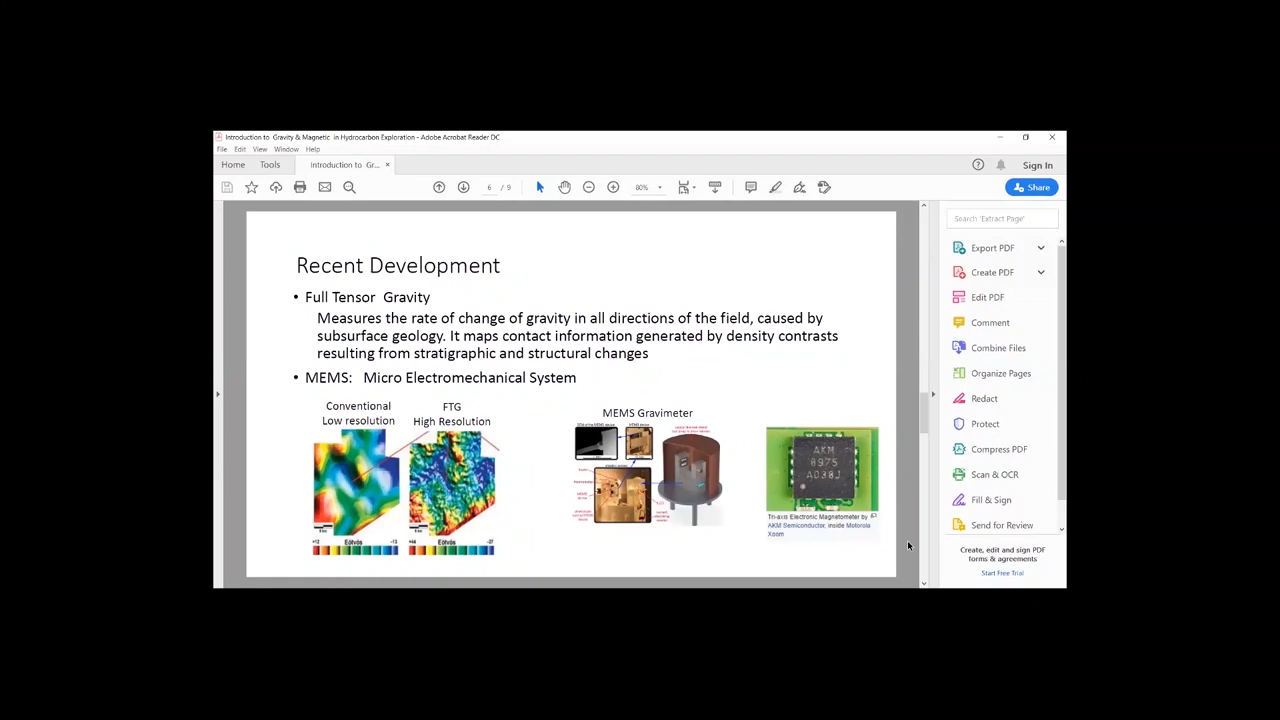 Introduction to Gravity & Magnetic in Hydrocarbon Exploration - Adobe Acrobat Reader DC
File Edit View Window Help
Home Tools Introduction to Gr... × Sign In
6 / 9 80% Share
Search 'Extract Page'
Export PDF
Create PDF
Edit PDF
Comment
Combine Files
Organize Pages
Redact
Protect
Compress PDF
Scan & OCR
Fill & Sign
Send for Review
Create, edit and sign PDF
forms & agreements
Start Free Trial
Recent Development
• Full Tensor Gravity
Measures the rate of change of gravity in all directions of the field, caused by
subsurface geology. It maps contact information generated by density contrasts
resulting from stratigraphic and structural changes
• MEMS: Micro Electromechanical System
Conventional
Low resolution
FTG
High Resolution
+12 Eötvös -13
+44 Eötvös -27
MEMS Gravimeter
AKM
8975
A038J
Tri-axis Electronic Magnetometer by
AKM Semiconductor, inside Motorola
Xoom